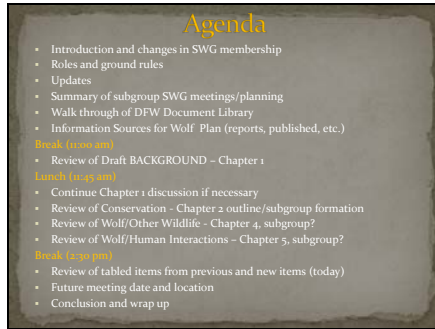 Agenda
▪ Introduction and changes in SWG membership
▪ Roles and ground rules
▪ Updates
▪ Summary of subgroup SWG meetings/planning
▪ Walk through of DFW Document Library
▪ Information Sources for Wolf Plan (reports, published, etc.)
Break (11:00 am)
▪ Review of Draft BACKGROUND – Chapter 1
Lunch (11:45 am)
▪ Continue Chapter 1 discussion if necessary
▪ Review of Conservation - Chapter 2 outline/subgroup formation
▪ Review of Wolf/Other Wildlife - Chapter 4, subgroup?
▪ Review of Wolf/Human Interactions – Chapter 5, subgroup?
Break (2:30 pm)
▪ Review of tabled items from previous and new items (today)
▪ Future meeting date and location
▪ Conclusion and wrap up